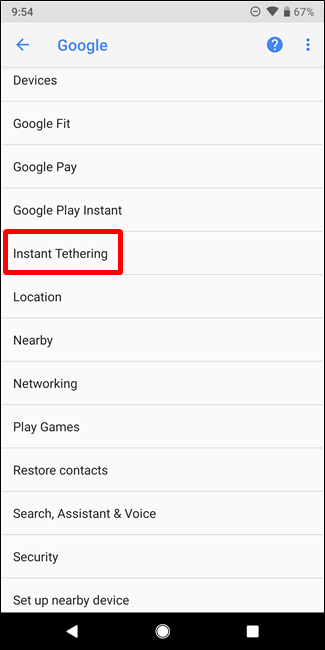 9:54 67%
Google ?
Devices
Google Fit
Google Pay
Google Play Instant
Instant Tethering
Location
Nearby
Networking
Play Games
Restore contacts
Search, Assistant & Voice
Security
Set up nearby device